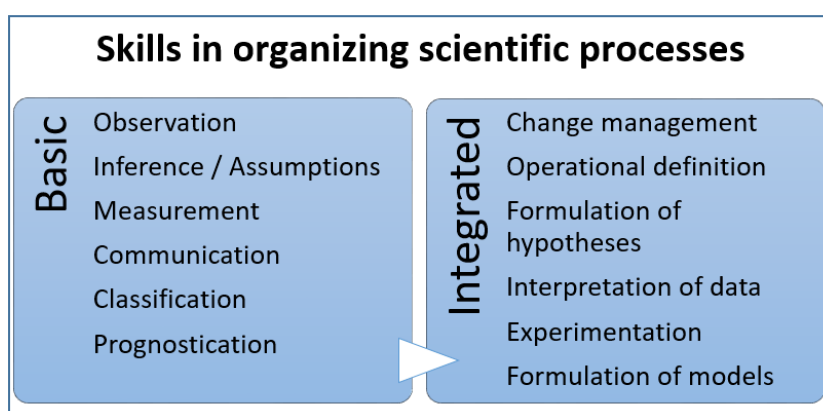 Skills in organizing scientific processes
Basic
Observation
Inference / Assumptions
Measurement
Communication
Classification
Prognostication
Integrated
Change management
Operational definition
Formulation of
hypotheses
Interpretation of data
Experimentation
Formulation of models